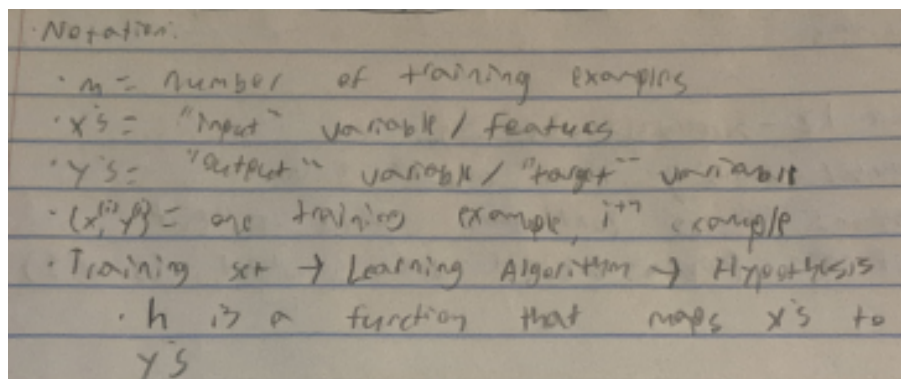 · Notation:
· m = number of training examples
· x's = "input" variable / features
· y's = "output" variable / "target" variable
· (x⁽ⁱ⁾, y⁽ⁱ⁾) = one training example, iᵗʰ example
· Training set → Learning Algorithm → Hypothesis
· h is a function that maps x's to
y's